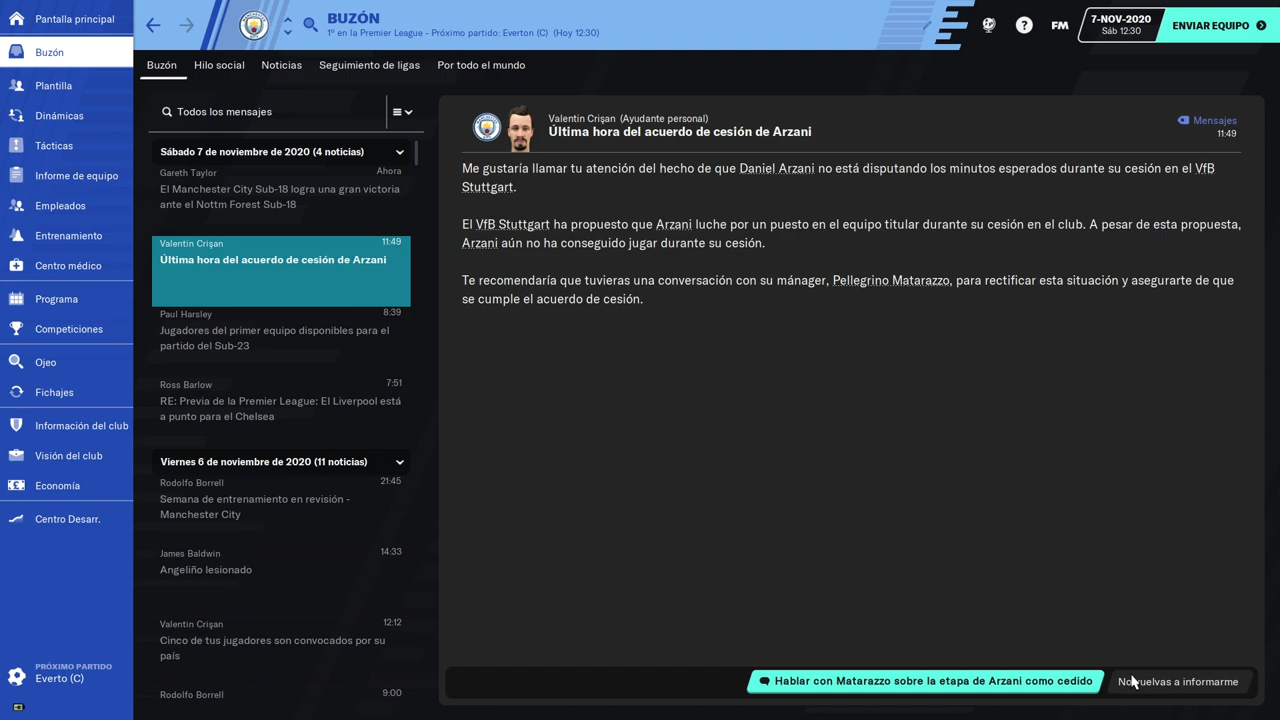 Pantalla principal
Buzón
Plantilla
Dinámicas
Tácticas
Informe de equipo
Empleados
Entrenamiento
Centro médico
Programa
Competiciones
Ojeo
Fichajes
Información del club
Visión del club
Economía
Centro Desarr.
PRÓXIMO PARTIDO
Everto (C)
BUZÓN
1º en la Premier League - Próximo partido: Everton (C) (Hoy 12:30)
FM
7-NOV-2020
Sáb 12:30
ENVIAR EQUIPO
Buzón Hilo social Noticias Seguimiento de ligas Por todo el mundo
Todos los mensajes
Sábado 7 de noviembre de 2020 (4 noticias)
Gareth Taylor Ahora
El Manchester City Sub-18 logra una gran victoria
ante el Nottm Forest Sub-18
Valentin Crişan 11:49
Última hora del acuerdo de cesión de Arzani
Paul Harsley 8:39
Jugadores del primer equipo disponibles para el
partido del Sub-23
Ross Barlow 7:51
RE: Previa de la Premier League: El Liverpool está
a punto para el Chelsea
Viernes 6 de noviembre de 2020 (11 noticias)
Rodolfo Borrell 21:45
Semana de entrenamiento en revisión -
Manchester City
James Baldwin 14:33
Angeliño lesionado
Valentin Crişan 12:12
Cinco de tus jugadores son convocados por su
país
Rodolfo Borrell 9:00
Valentin Crişan (Ayudante personal)
Última hora del acuerdo de cesión de Arzani
Mensajes
11:49
Me gustaría llamar tu atención del hecho de que Daniel Arzani no está disputando los minutos esperados durante su cesión en el VfB
Stuttgart.
El VfB Stuttgart ha propuesto que Arzani luche por un puesto en el equipo titular durante su cesión en el club. A pesar de esta propuesta,
Arzani aún no ha conseguido jugar durante su cesión.
Te recomendaría que tuvieras una conversación con su mánager, Pellegrino Matarazzo, para rectificar esta situación y asegurarte de que
se cumple el acuerdo de cesión.
Hablar con Matarazzo sobre la etapa de Arzani como cedido
No vuelvas a informarme